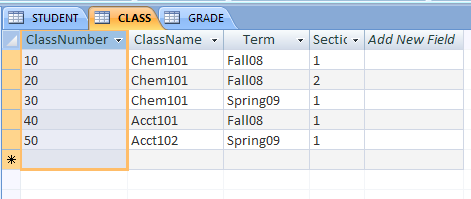 STUDENT CLASS GRADE
ClassNumber ClassName Term Sectic Add New Field
10 Chem101 Fall08 1
20 Chem101 Fall08 2
30 Chem101 Spring09 1
40 Acct101 Fall08 1
50 Acct102 Spring09 1